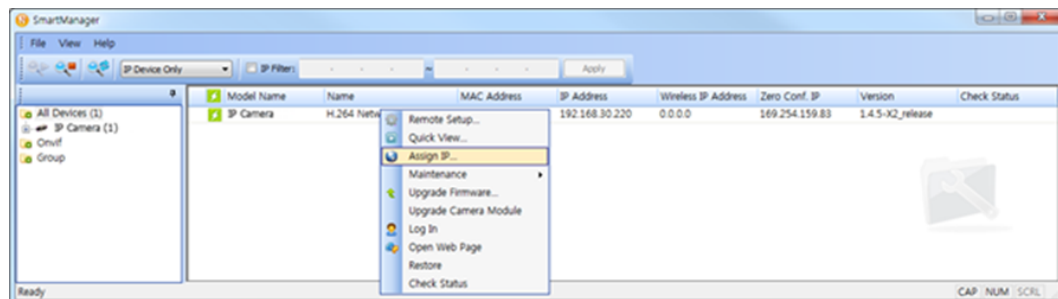 SmartManager
File View Help
IP Device Only IP Filter: Apply
Model Name Name MAC Address IP Address Wireless IP Address Zero Conf. IP Version Check Status
All Devices (1)
IP Camera (1)
Onvif
Group
IP Camera H.264 Netw 192.168.30.220 0.0.0.0 169.254.159.83 1.4.5-X2_release
Remote Setup...
Quick View...
Assign IP...
Maintenance
Upgrade Firmware...
Upgrade Camera Module
Log In
Open Web Page
Restore
Check Status
Ready CAP NUM SCRL